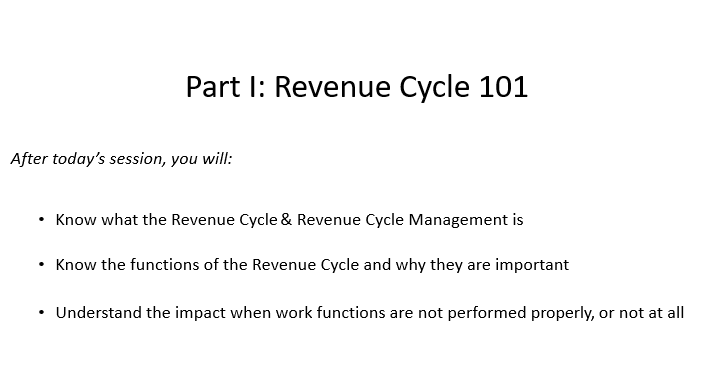 Part I: Revenue Cycle 101
After today's session, you will:
• Know what the Revenue Cycle & Revenue Cycle Management is
• Know the functions of the Revenue Cycle and why they are important
• Understand the impact when work functions are not performed properly, or not at all